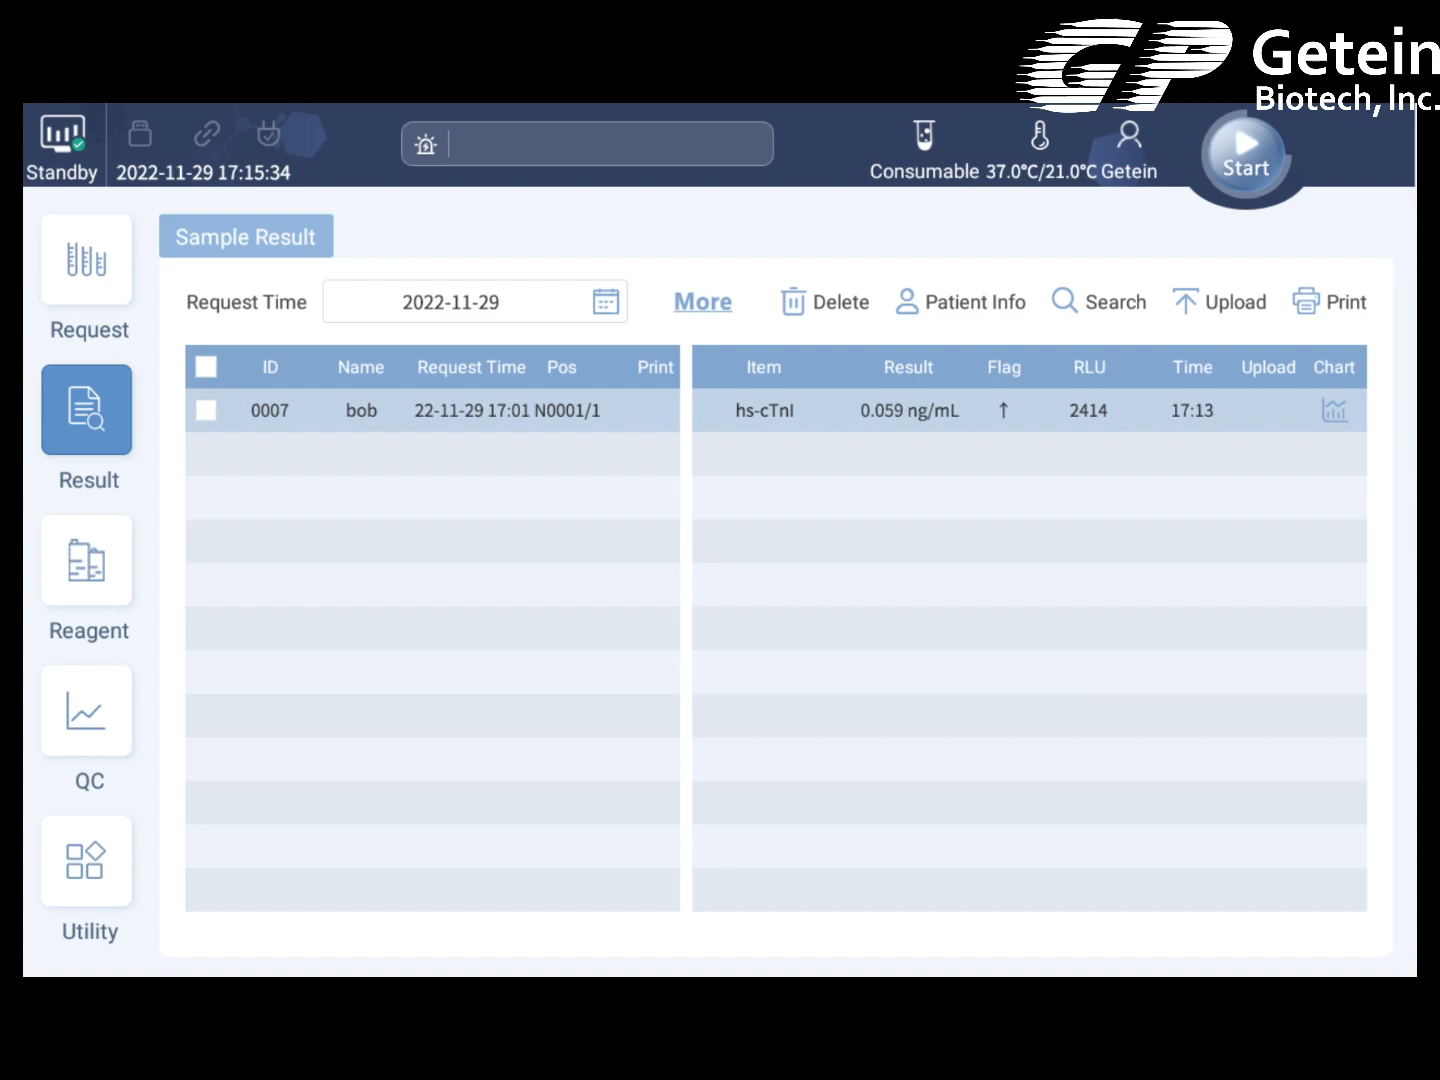 Getein
Biotech, Inc.
Standby
2022-11-29 17:15:34
Consumable
37.0°C/21.0°C
Getein
Start
Request
Result
Reagent
QC
Utility
Sample Result
Request Time 2022-11-29 More Delete Patient Info Search Upload Print
ID Name Request Time Pos Print
0007 bob 22-11-29 17:01 N0001/1
Item Result Flag RLU Time Upload Chart
hs-cTnI 0.059 ng/mL ↑ 2414 17:13